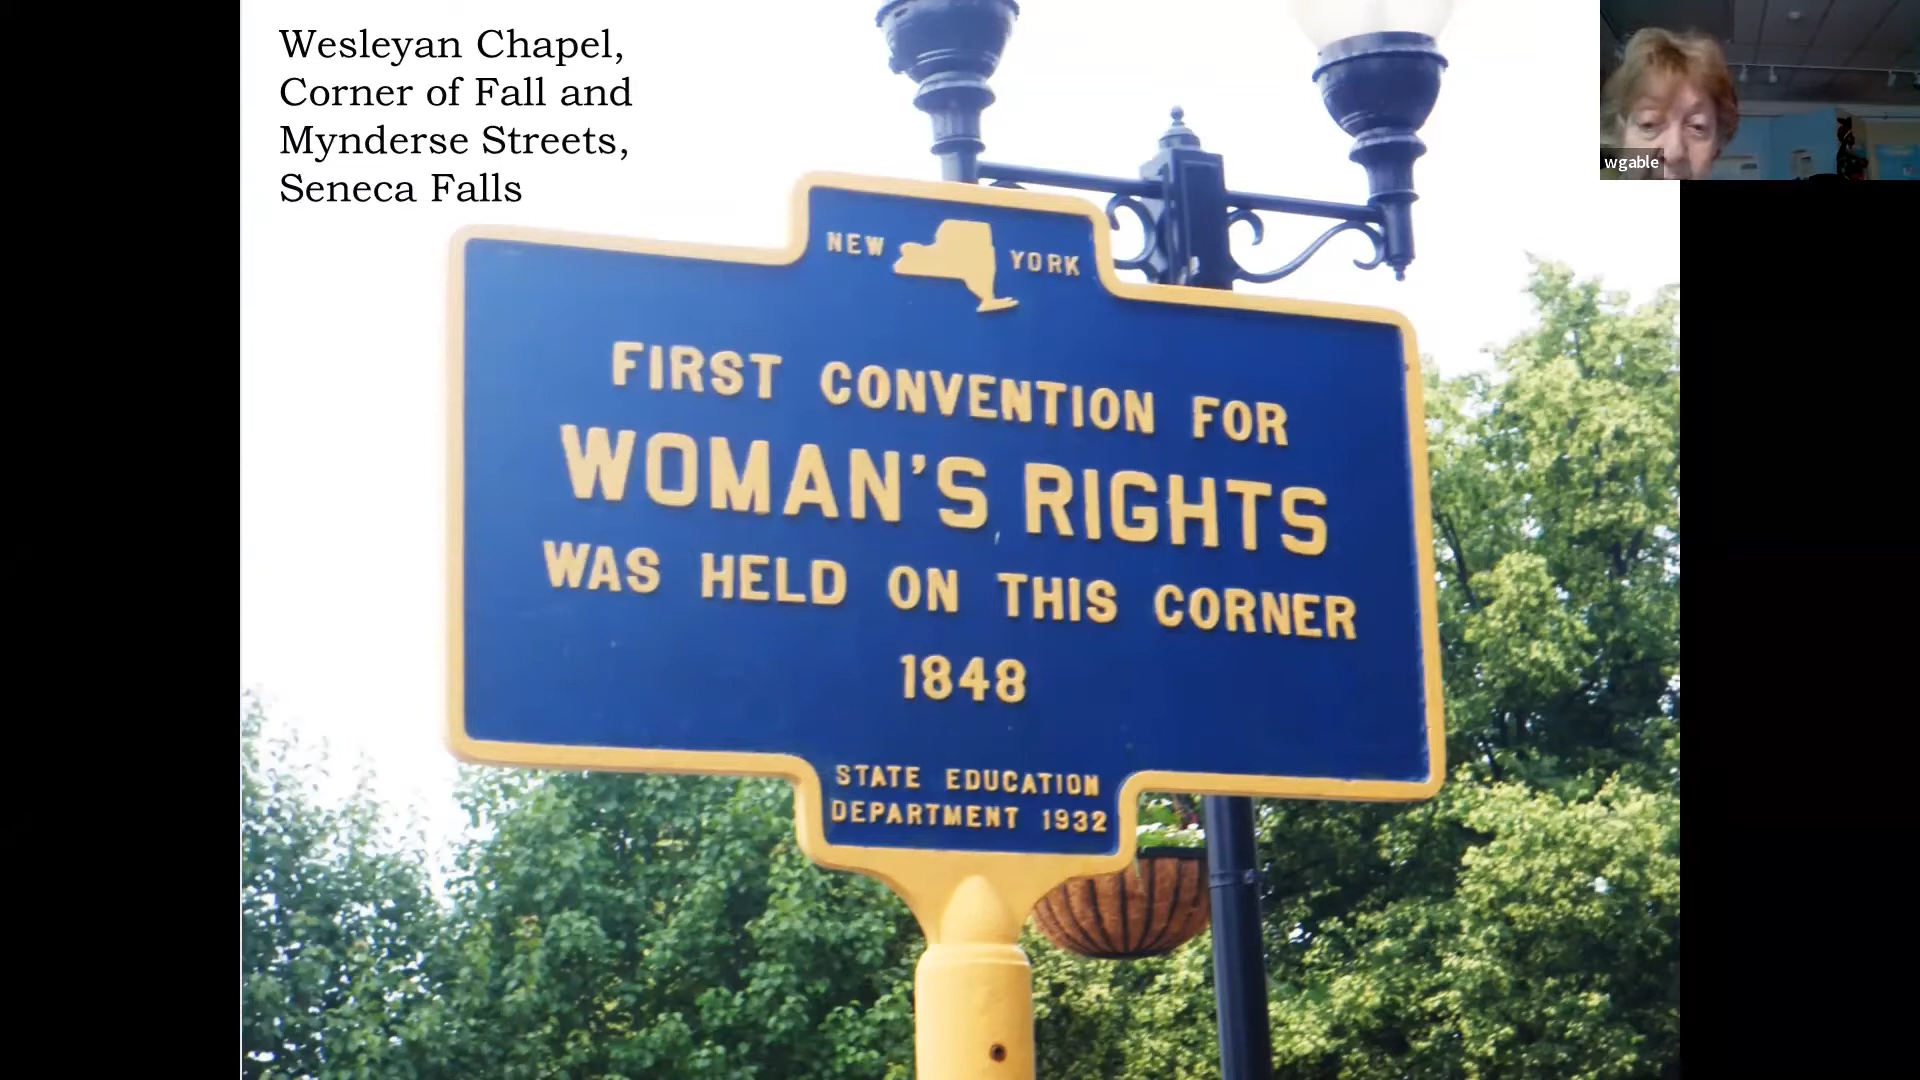 Wesleyan Chapel,
Corner of Fall and
Mynderse Streets,
Seneca Falls
wgable
NEW YORK
FIRST CONVENTION FOR
WOMAN'S RIGHTS
WAS HELD ON THIS CORNER
1848
STATE EDUCATION
DEPARTMENT 1932